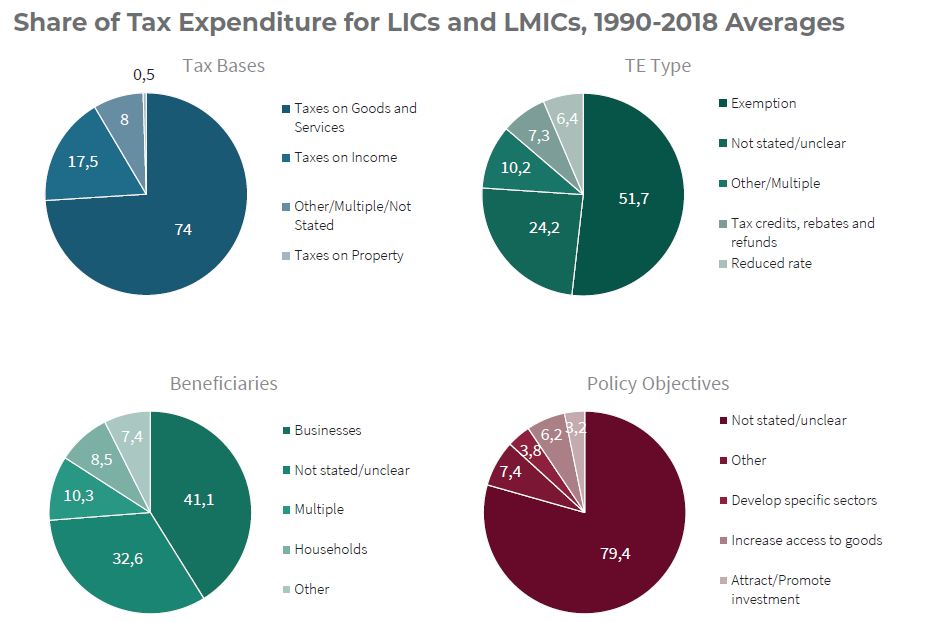 Share of Tax Expenditure for LICs and LMICs, 1990-2018 Averages
Tax Bases
0,5
8
17,5
74
Taxes on Goods and
Services
Taxes on Income
Other/Multiple/Not
Stated
Taxes on Property
TE Type
6,4
7,3
10,2
24,2
51,7
Exemption
Not stated/unclear
Other/Multiple
Tax credits, rebates and
refunds
Reduced rate
Beneficiaries
7,4
8,5
10,3
32,6
41,1
Businesses
Not stated/unclear
Multiple
Households
Other
Policy Objectives
3,2
6,2
3,8
7,4
79,4
Not stated/unclear
Other
Develop specific sectors
Increase access to goods
Attract/Promote
investment